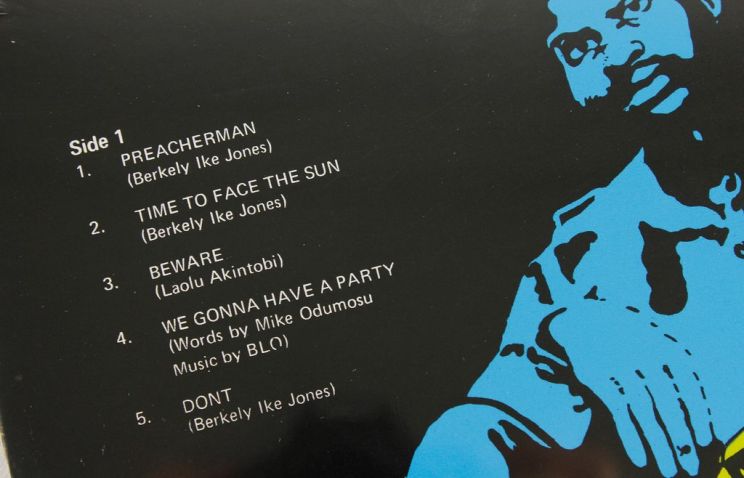 Side 1
1. PREACHERMAN
(Berkely Ike Jones)
2. TIME TO FACE THE SUN
(Berkely Ike Jones)
3. BEWARE
(Laolu Akintobi)
4. WE GONNA HAVE A PARTY
(Words by Mike Odumosu
Music by BLO)
5. DONT
(Berkely Ike Jones)